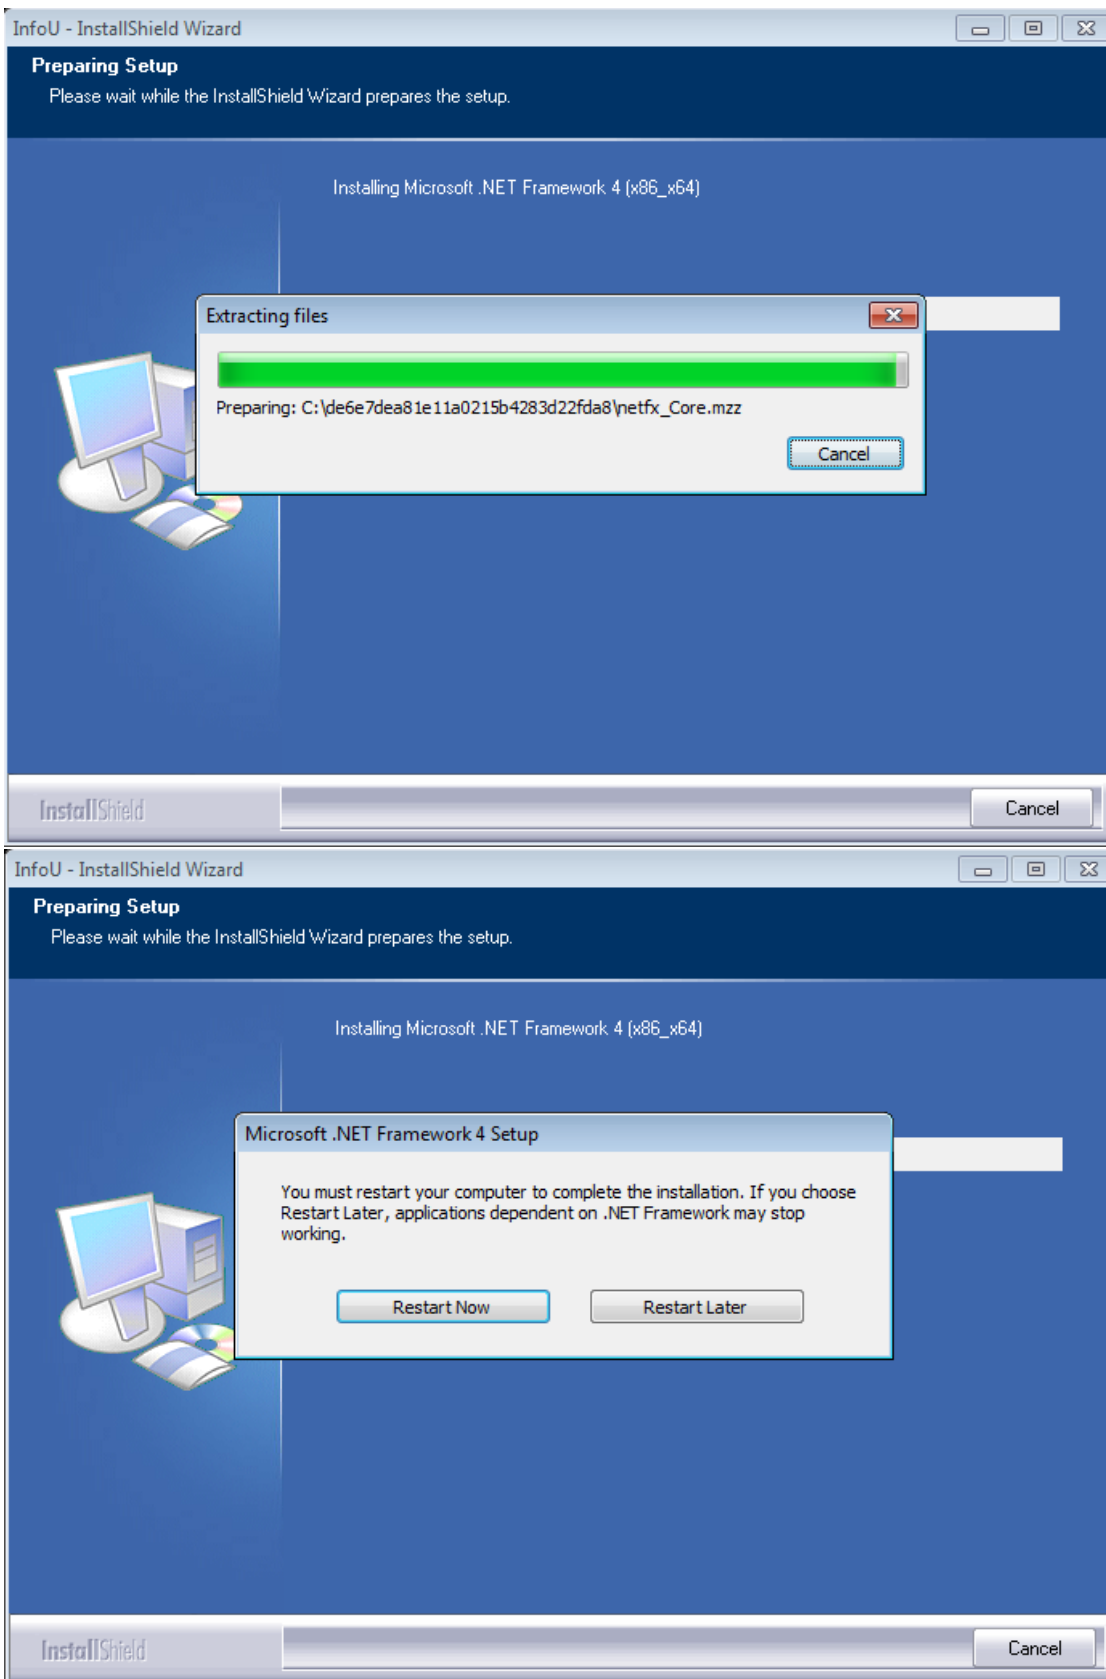 InfoU - InstallShield Wizard
Preparing Setup
Please wait while the InstallShield Wizard prepares the setup.
Installing Microsoft .NET Framework 4 (x86_x64)
Extracting files
Preparing: C:\de6e7dea81e11a0215b4283d22fda8\netfx_Core.mzz
Cancel
InstallShield
Cancel
InfoU - InstallShield Wizard
Preparing Setup
Please wait while the InstallShield Wizard prepares the setup.
Installing Microsoft .NET Framework 4 (x86_x64)
Microsoft .NET Framework 4 Setup
You must restart your computer to complete the installation. If you choose
Restart Later, applications dependent on .NET Framework may stop
working.
Restart Now Restart Later
InstallShield
Cancel